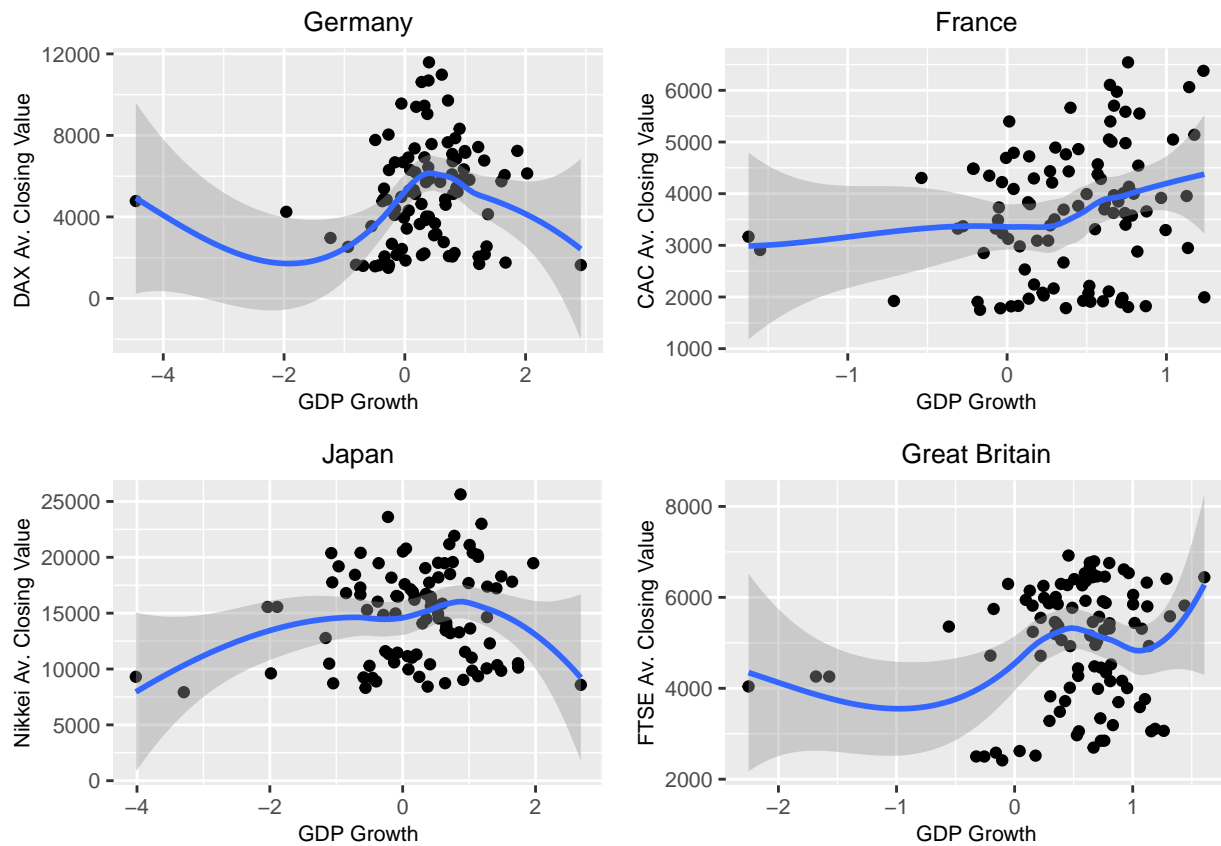 Germany
DAX Av. Closing Value
12000
8000
4000
0
−4 −2 0 2
GDP Growth
France
CAC Av. Closing Value
6000
5000
4000
3000
2000
1000
−1 0 1
GDP Growth
Japan
Nikkei Av. Closing Value
25000
20000
15000
10000
5000
0
−4 −2 0 2
GDP Growth
Great Britain
FTSE Av. Closing Value
8000
6000
4000
2000
−2 −1 0 1
GDP Growth